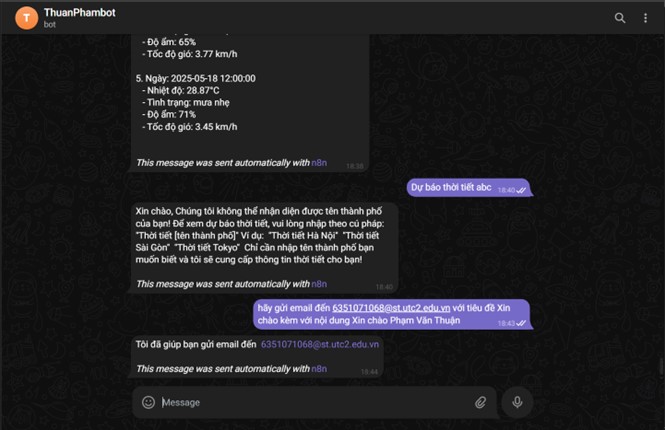 T
ThuanPhambot
bot
- Độ ẩm: 65%
- Tốc độ gió: 3.77 km/h
5. Ngày: 2025-05-18 12:00:00
- Nhiệt độ: 28.87°C
- Tình trạng: mưa nhẹ
- Độ ẩm: 71%
- Tốc độ gió: 3.45 km/h
This message was sent automatically with n8n 18:38
Dự báo thời tiết abc 18:40
Xin chào, Chúng tôi không thể nhận diện được tên thành phố
của bạn! Để xem dự báo thời tiết, vui lòng nhập theo cú pháp:
"Thời tiết [tên thành phố]" Ví dụ: "Thời tiết Hà Nội" "Thời tiết
Sài Gòn" "Thời tiết Tokyo" Chỉ cần nhập tên thành phố bạn
muốn biết và tôi sẽ cung cấp thông tin thời tiết cho bạn!
This message was sent automatically with n8n 18:40
hãy gửi email đến 6351071068@st.utc2.edu.vn với tiêu đề Xin
chào kèm với nội dung Xin chào Phạm Văn Thuận 18:43
Tôi đã giúp bạn gửi email đến 6351071068@st.utc2.edu.vn
This message was sent automatically with n8n 18:44
Message